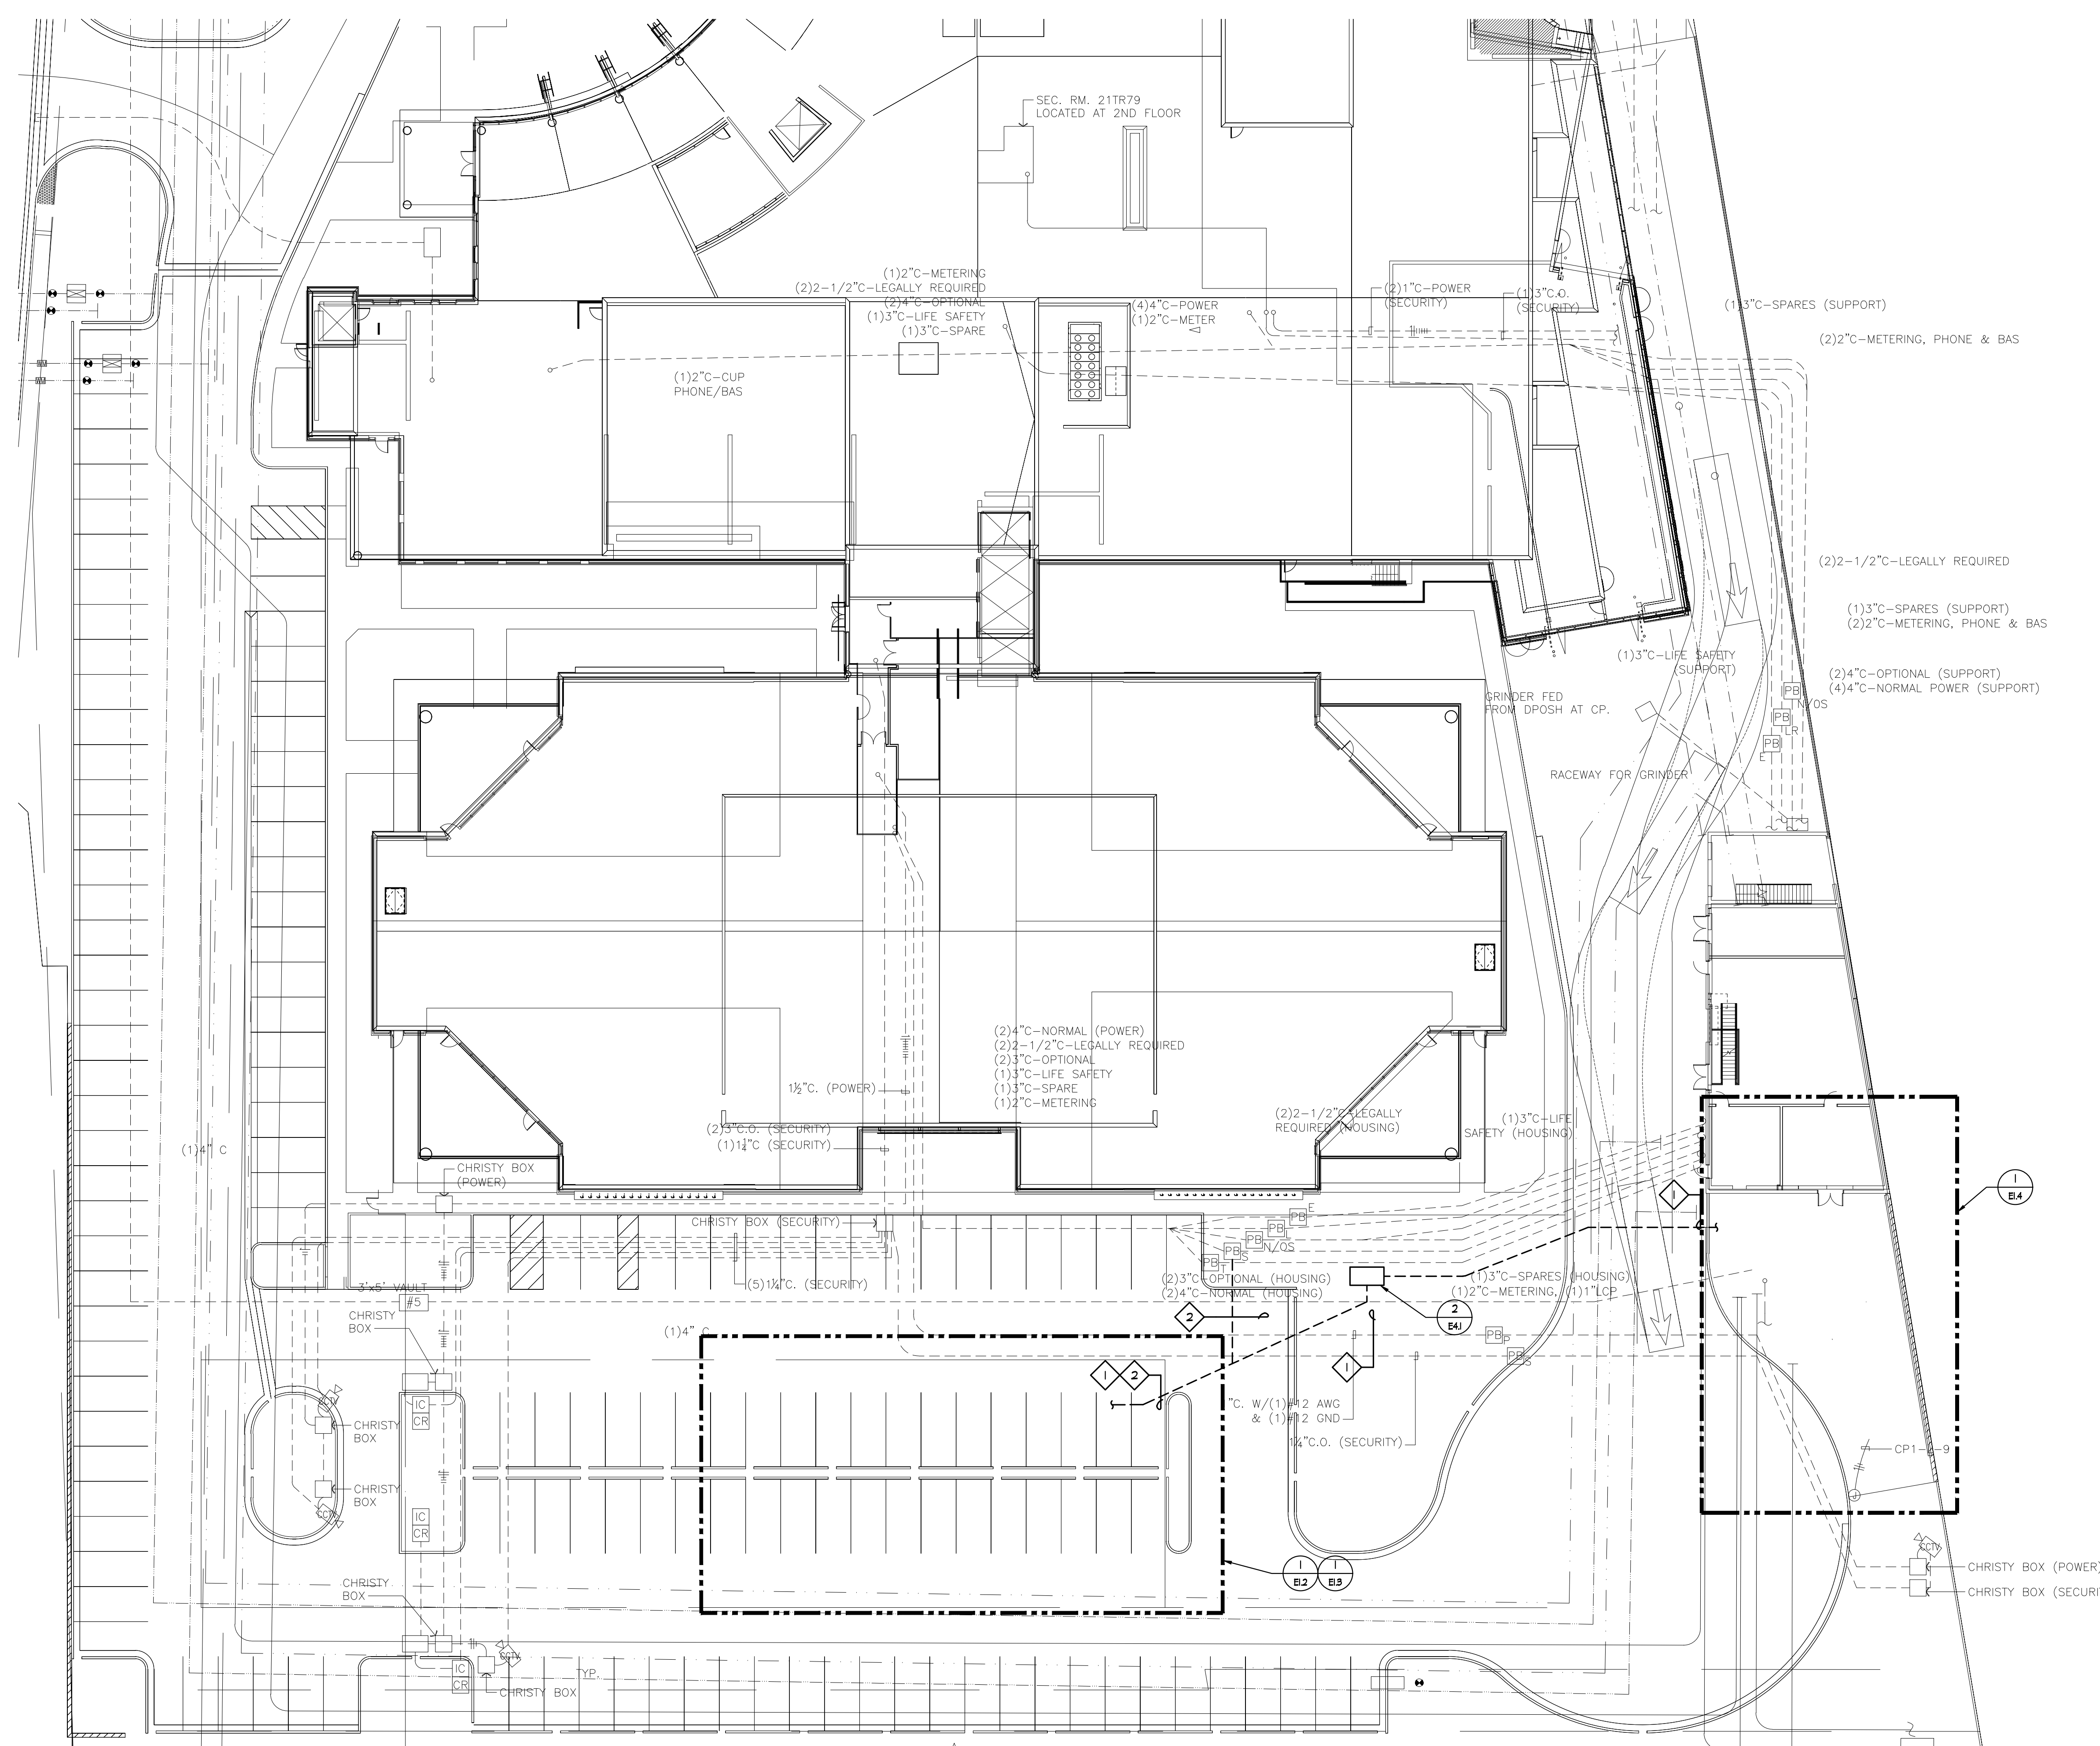 SEC. RM. 21TR79
LOCATED AT 2ND FLOOR
(1)2"C-METERING
(2)2-1/2"C-LEGALLY REQUIRED
(2)4"C-OPTIONAL
(1)3"C-LIFE SAFETY
(1)3"C-SPARE
(4)4"C-POWER
(1)2"C-METER
(2)1"C-POWER
(SECURITY)
(1)3"C.O.
(SECURITY)
(1)3"C-SPARES (SUPPORT)
(2)2"C-METERING, PHONE & BAS
(1)2"C-CUP
PHONE/BAS
(2)2-1/2"C-LEGALLY REQUIRED
(1)3"C-SPARES (SUPPORT)
(2)2"C-METERING, PHONE & BAS
(1)3"C-LIFE SAFETY
(SUPPORT)
(2)4"C-OPTIONAL (SUPPORT)
(4)4"C-NORMAL POWER (SUPPORT)
GRINDER FED
FROM DPOSH AT CP.
PB
N/OS
PB
LR
PB
E
RACEWAY FOR GRINDER
(2)4"C-NORMAL (POWER)
(2)2-1/2"C-LEGALLY REQUIRED
(2)3"C-OPTIONAL
(1)3"C-LIFE SAFETY
(1)3"C-SPARE
(1)2"C-METERING
1½"C. (POWER)
(2)3"C.O. (SECURITY)
(1)1¼"C (SECURITY)
(2)2-1/2"C-LEGALLY
REQUIRED (HOUSING)
(1)3"C-LIFE
SAFETY (HOUSING)
(1)4" C
CHRISTY BOX
(POWER)
1
E1.4
1
CHRISTY BOX (SECURITY)
PB
E
PB
L
PB
N/OS
PB
S
PB
T
(5)1¼"C. (SECURITY)
(2)3"C-OPTIONAL (HOUSING)
(2)4"C-NORMAL (HOUSING)
(1)3"C-SPARES (HOUSING)
(1)2"C-METERING, (1)1"LCP
3'x5' VAULT
#5
CHRISTY
BOX
2
2
E4.1
(1)4" C
PB
P
PB
S
1
1
2
IC
CR
CCTV
CHRISTY
BOX
"C. W/(1)#12 AWG
& (1)#12 GND
1¼"C.O. (SECURITY)
CP1-2-9
J
CHRISTY
BOX
CCTV
IC
CR
1
E1.2
1
E1.3
CCTV
CHRISTY BOX (POWER)
CHRISTY BOX (SECURI
CHRISTY
BOX
CCTV
IC
CR
TYP.
CHRISTY BOX